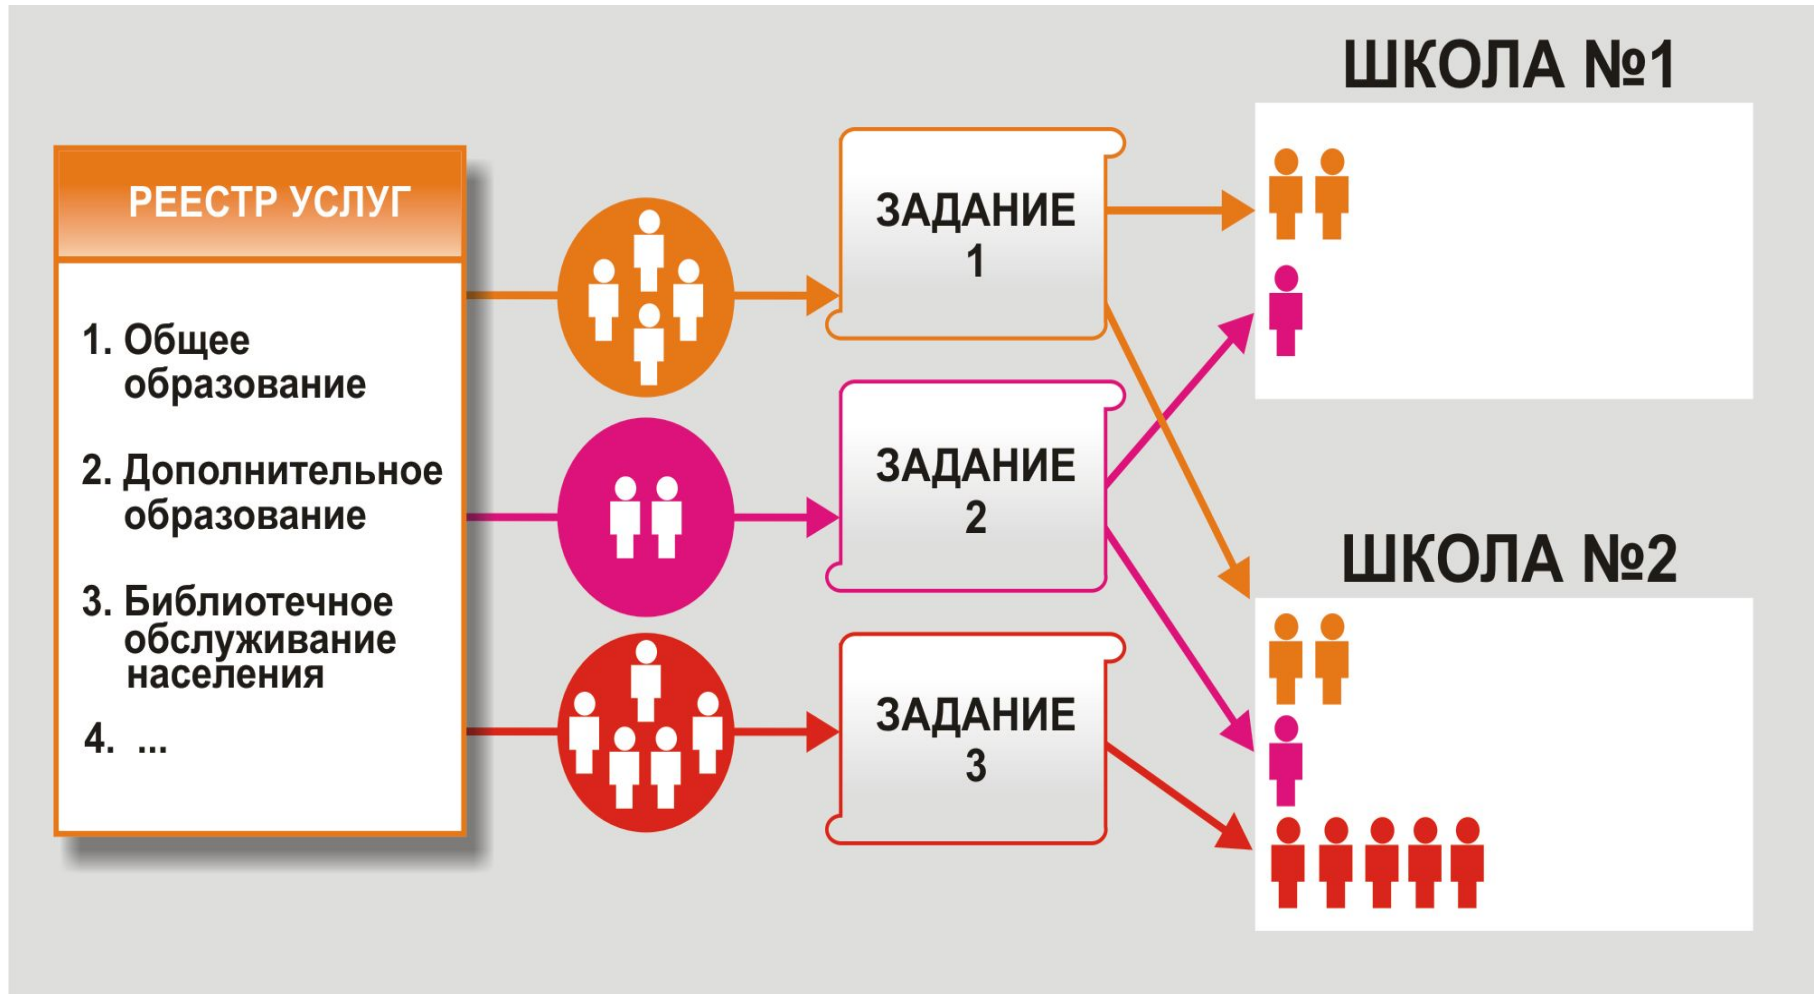 РЕЕСТР УСЛУГ
1. Общее
образование
2. Дополнительное
образование
3. Библиотечное
обслуживание
населения
4. ...
ЗАДАНИЕ
1
ЗАДАНИЕ
2
ЗАДАНИЕ
3
ШКОЛА №1
ШКОЛА №2